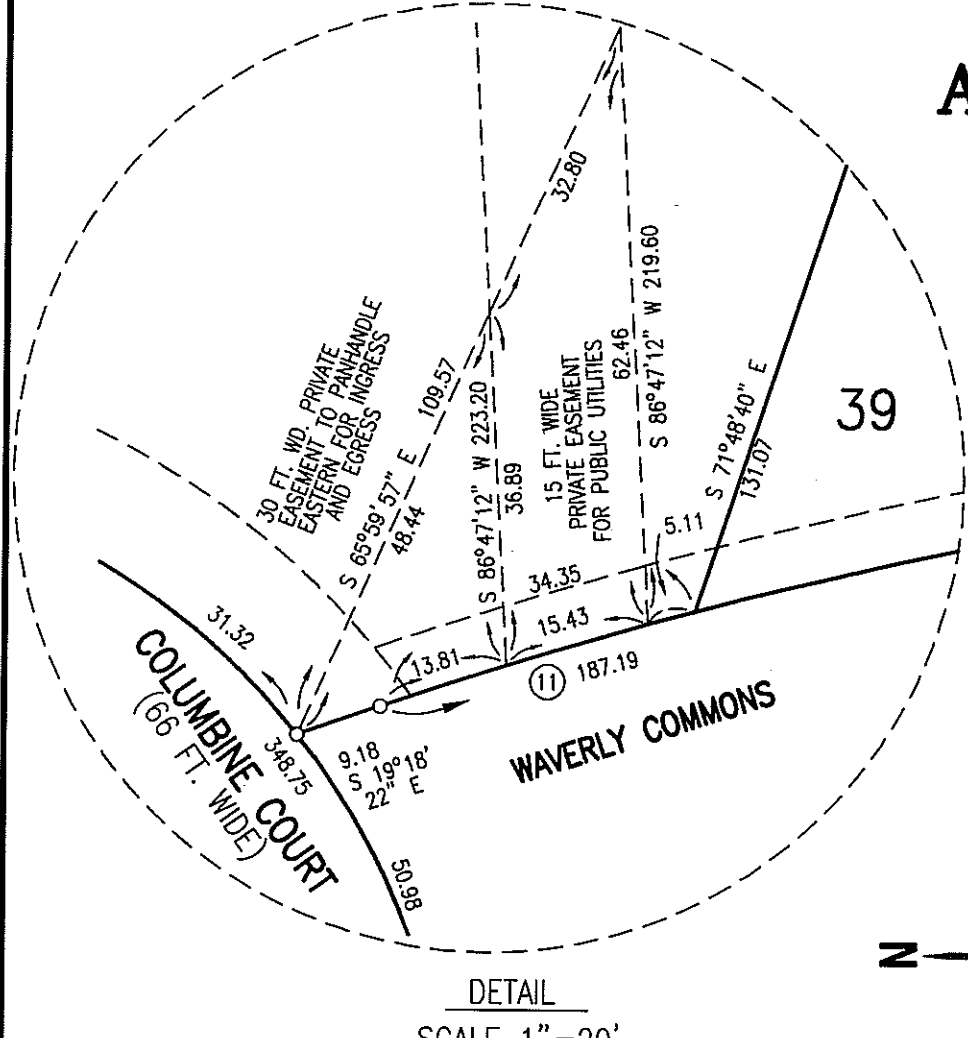 A
32.80
30 FT. WD. PRIVATE
EASEMENT TO PANHANDLE
EASTERN FOR INGRESS
AND EGRESS
S 65°59'57" E 109.57
48.44
S 86°47'12" W 223.20
36.89
15 FT. WIDE
PRIVATE EASEMENT
FOR PUBLIC UTILITIES
62.46
S 86°47'12" W 219.60
S 71°48'40" E
131.07
39
5.11
34.35
15.43
13.81
31.32
COLUMBINE COURT
(66 FT. WIDE)
348.75
9.18
S 19°18'
22" E
50.98
11 187.19
WAVERLY COMMONS
N
DETAIL
SCALE 1"=20'